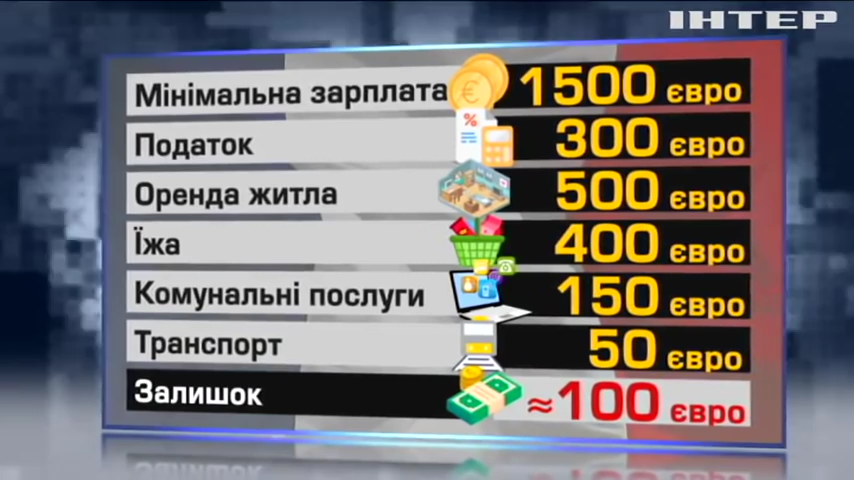 ІНТЕР
Мінімальна зарплата 1500 євро
Податок 300 євро
Оренда житла 500 євро
Їжа 400 євро
Комунальні послуги 150 євро
Транспорт 50 євро
Залишок ≈100 євро